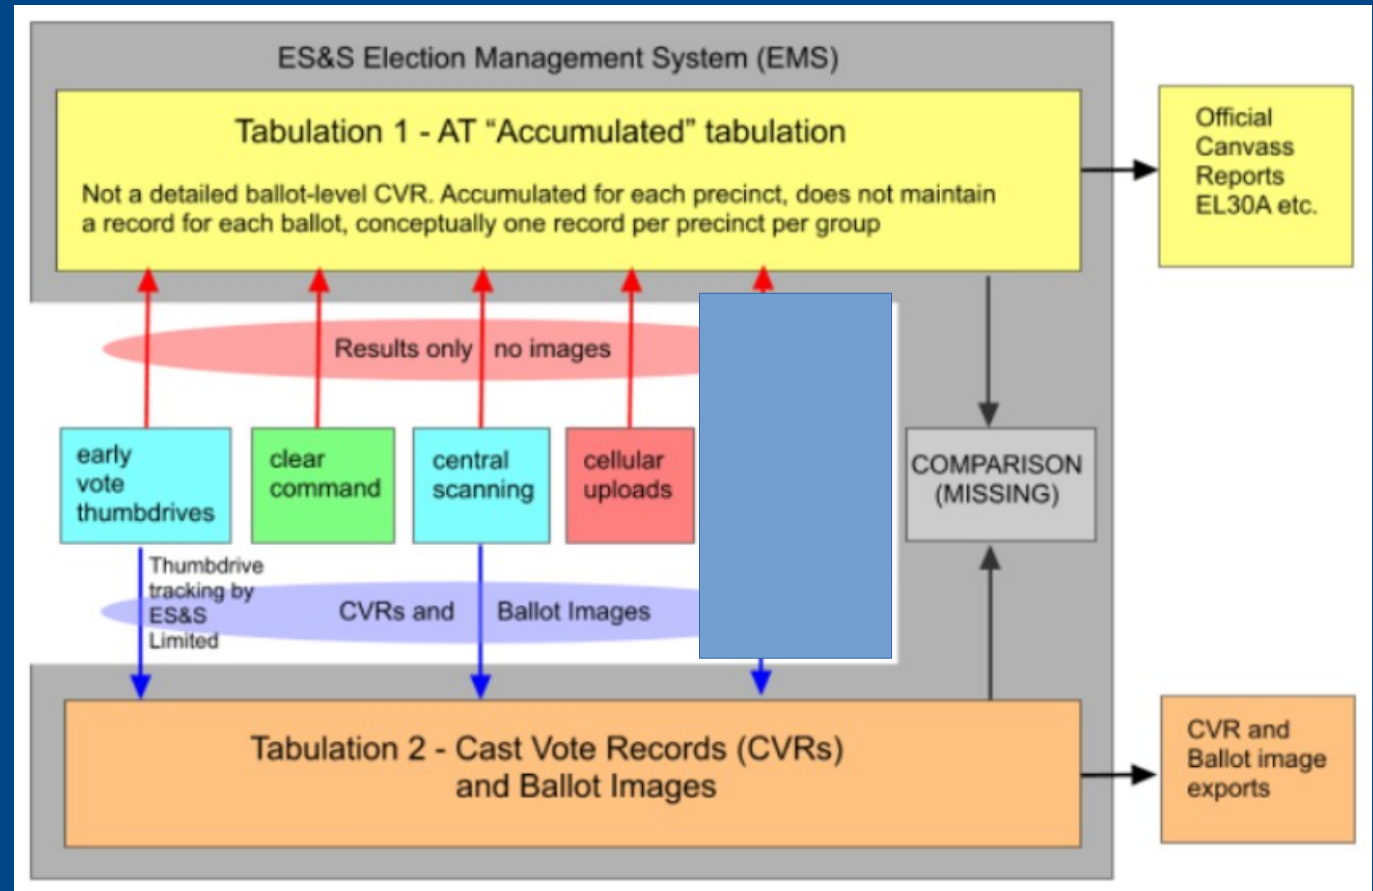 ES&S Election Management System (EMS)
Tabulation 1 - AT “Accumulated” tabulation
Not a detailed ballot-level CVR. Accumulated for each precinct, does not maintain
a record for each ballot, conceptually one record per precinct per group
Official
Canvass
Reports
EL30A etc.
Results only no images
early
vote
thumbdrives
clear
command
central
scanning
cellular
uploads
COMPARISON
(MISSING)
Thumbdrive
tracking by
ES&S
Limited
CVRs and Ballot Images
Tabulation 2 - Cast Vote Records (CVRs)
and Ballot Images
CVR and
Ballot image
exports